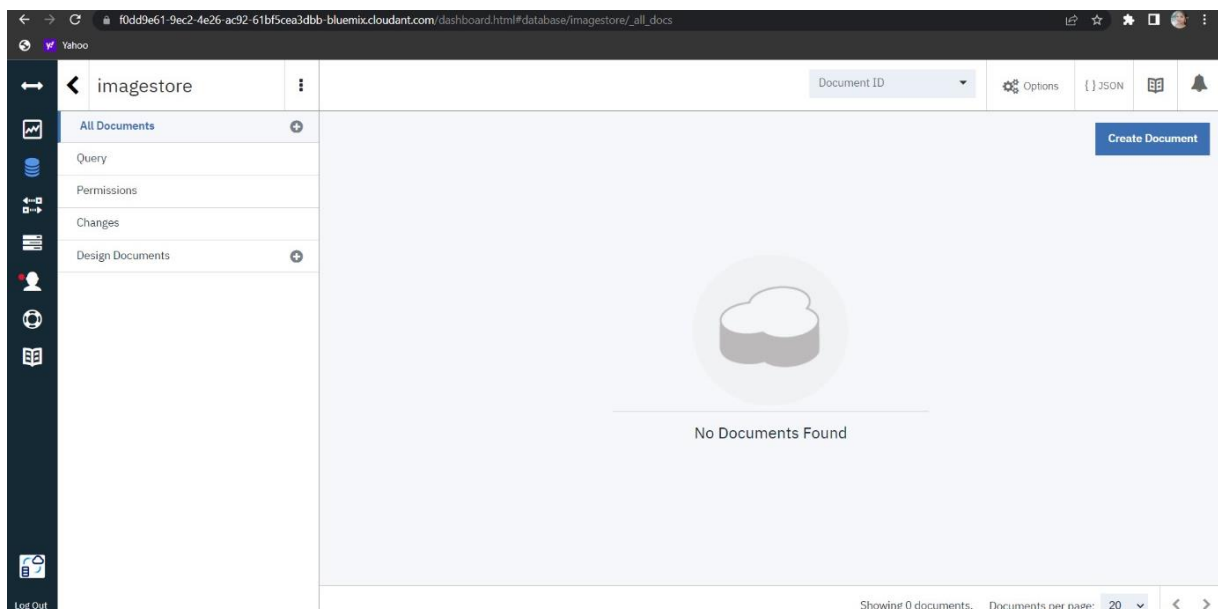 f0dd9e61-9ec2-4e26-ac92-61bf5cea3dbb-bluemix.cloudant.com/dashboard.html#database/imagestore/_all_docs
Yahoo
imagestore
Document ID
Options
{ } JSON
All Documents
Create Document
Query
Permissions
Changes
Design Documents
No Documents Found
Log Out
Showing 0 documents. Documents per page: 20